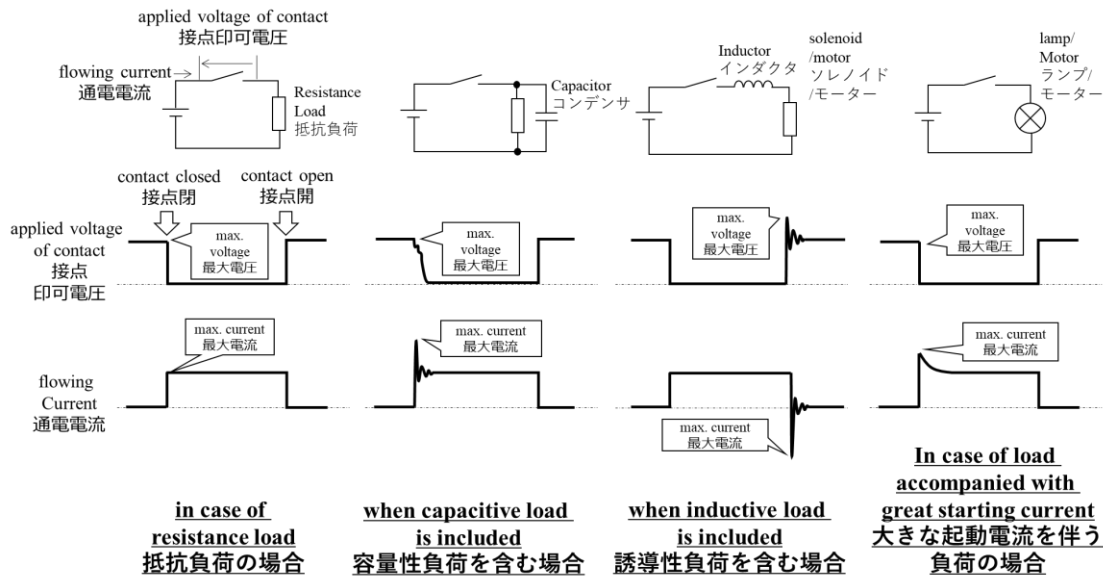 applied voltage of contact
接点印可電圧
flowing current
通電電流
Resistance
Load
抵抗負荷
Capacitor
コンデンサ
Inductor
インダクタ
solenoid
/motor
ソレノイド
/モーター
lamp/
Motor
ランプ/
モーター
contact closed
接点閉
contact open
接点開
applied voltage
of contact
接点
印可電圧
max.
voltage
最大電圧
max.
voltage
最大電圧
max.
voltage
最大電圧
max.
voltage
最大電圧
flowing
Current
通電電流
max. current
最大電流
max. current
最大電流
max. current
最大電流
max. current
最大電流
in case of
resistance load
抵抗負荷の場合
when capacitive load
is included
容量性負荷を含む場合
when inductive load
is included
誘導性負荷を含む場合
In case of load
accompanied with
great starting current
大きな起動電流を伴う
負荷の場合